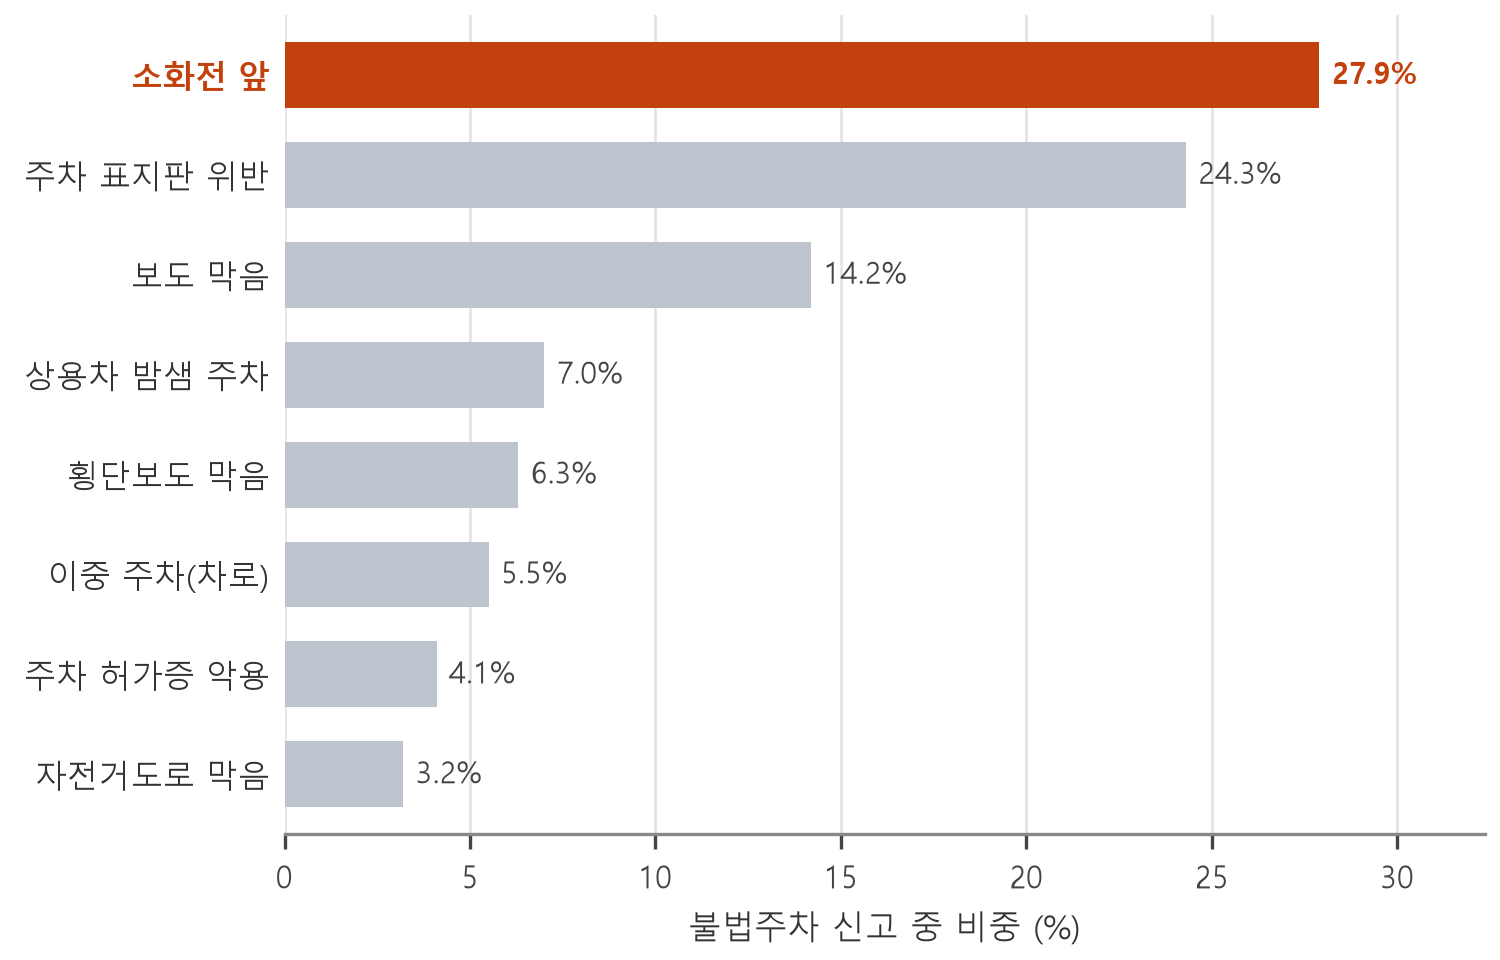 소화전 앞 27.9%
주차 표지판 위반 24.3%
보도 막음 14.2%
상용차 밤샘 주차 7.0%
횡단보도 막음 6.3%
이중 주차(차로) 5.5%
주차 허가증 악용 4.1%
자전거도로 막음 3.2%
0 5 10 15 20 25 30
불법주차 신고 중 비중 (%)